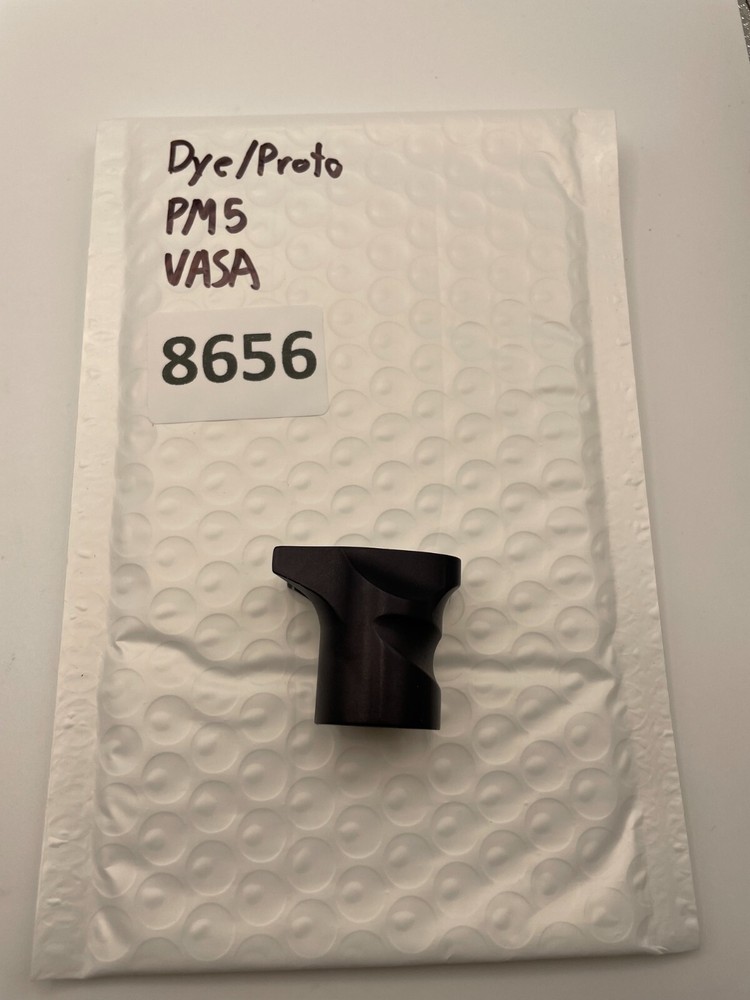 Dye/Proto
PM5
VASA
8656